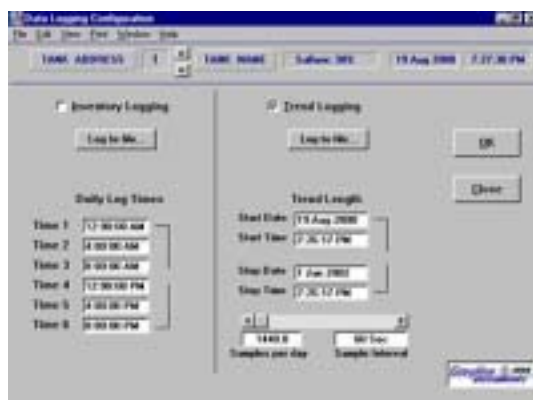 Data Logging Configuration
File Edit View Print Window Help
TANK ADDRESS 1 TANK NAME 19 Aug 2000 7:27:30 PM
Inventory Logging
Log to file...
Daily Log Times
Time 1 12:00:00 AM
Time 2 4:00:00 AM
Time 3 8:00:00 AM
Time 4 12:00:00 PM
Time 5 4:00:00 PM
Time 6 8:00:00 PM
Trend Logging
Log to file...
Trend Length
Start Date 19 Aug 2000
Start Time 7:26:17 PM
Stop Date 1 Jan
Stop Time 7:26:17 PM
1440.0 60 Sec
Samples per day Sample Interval
OK
Close